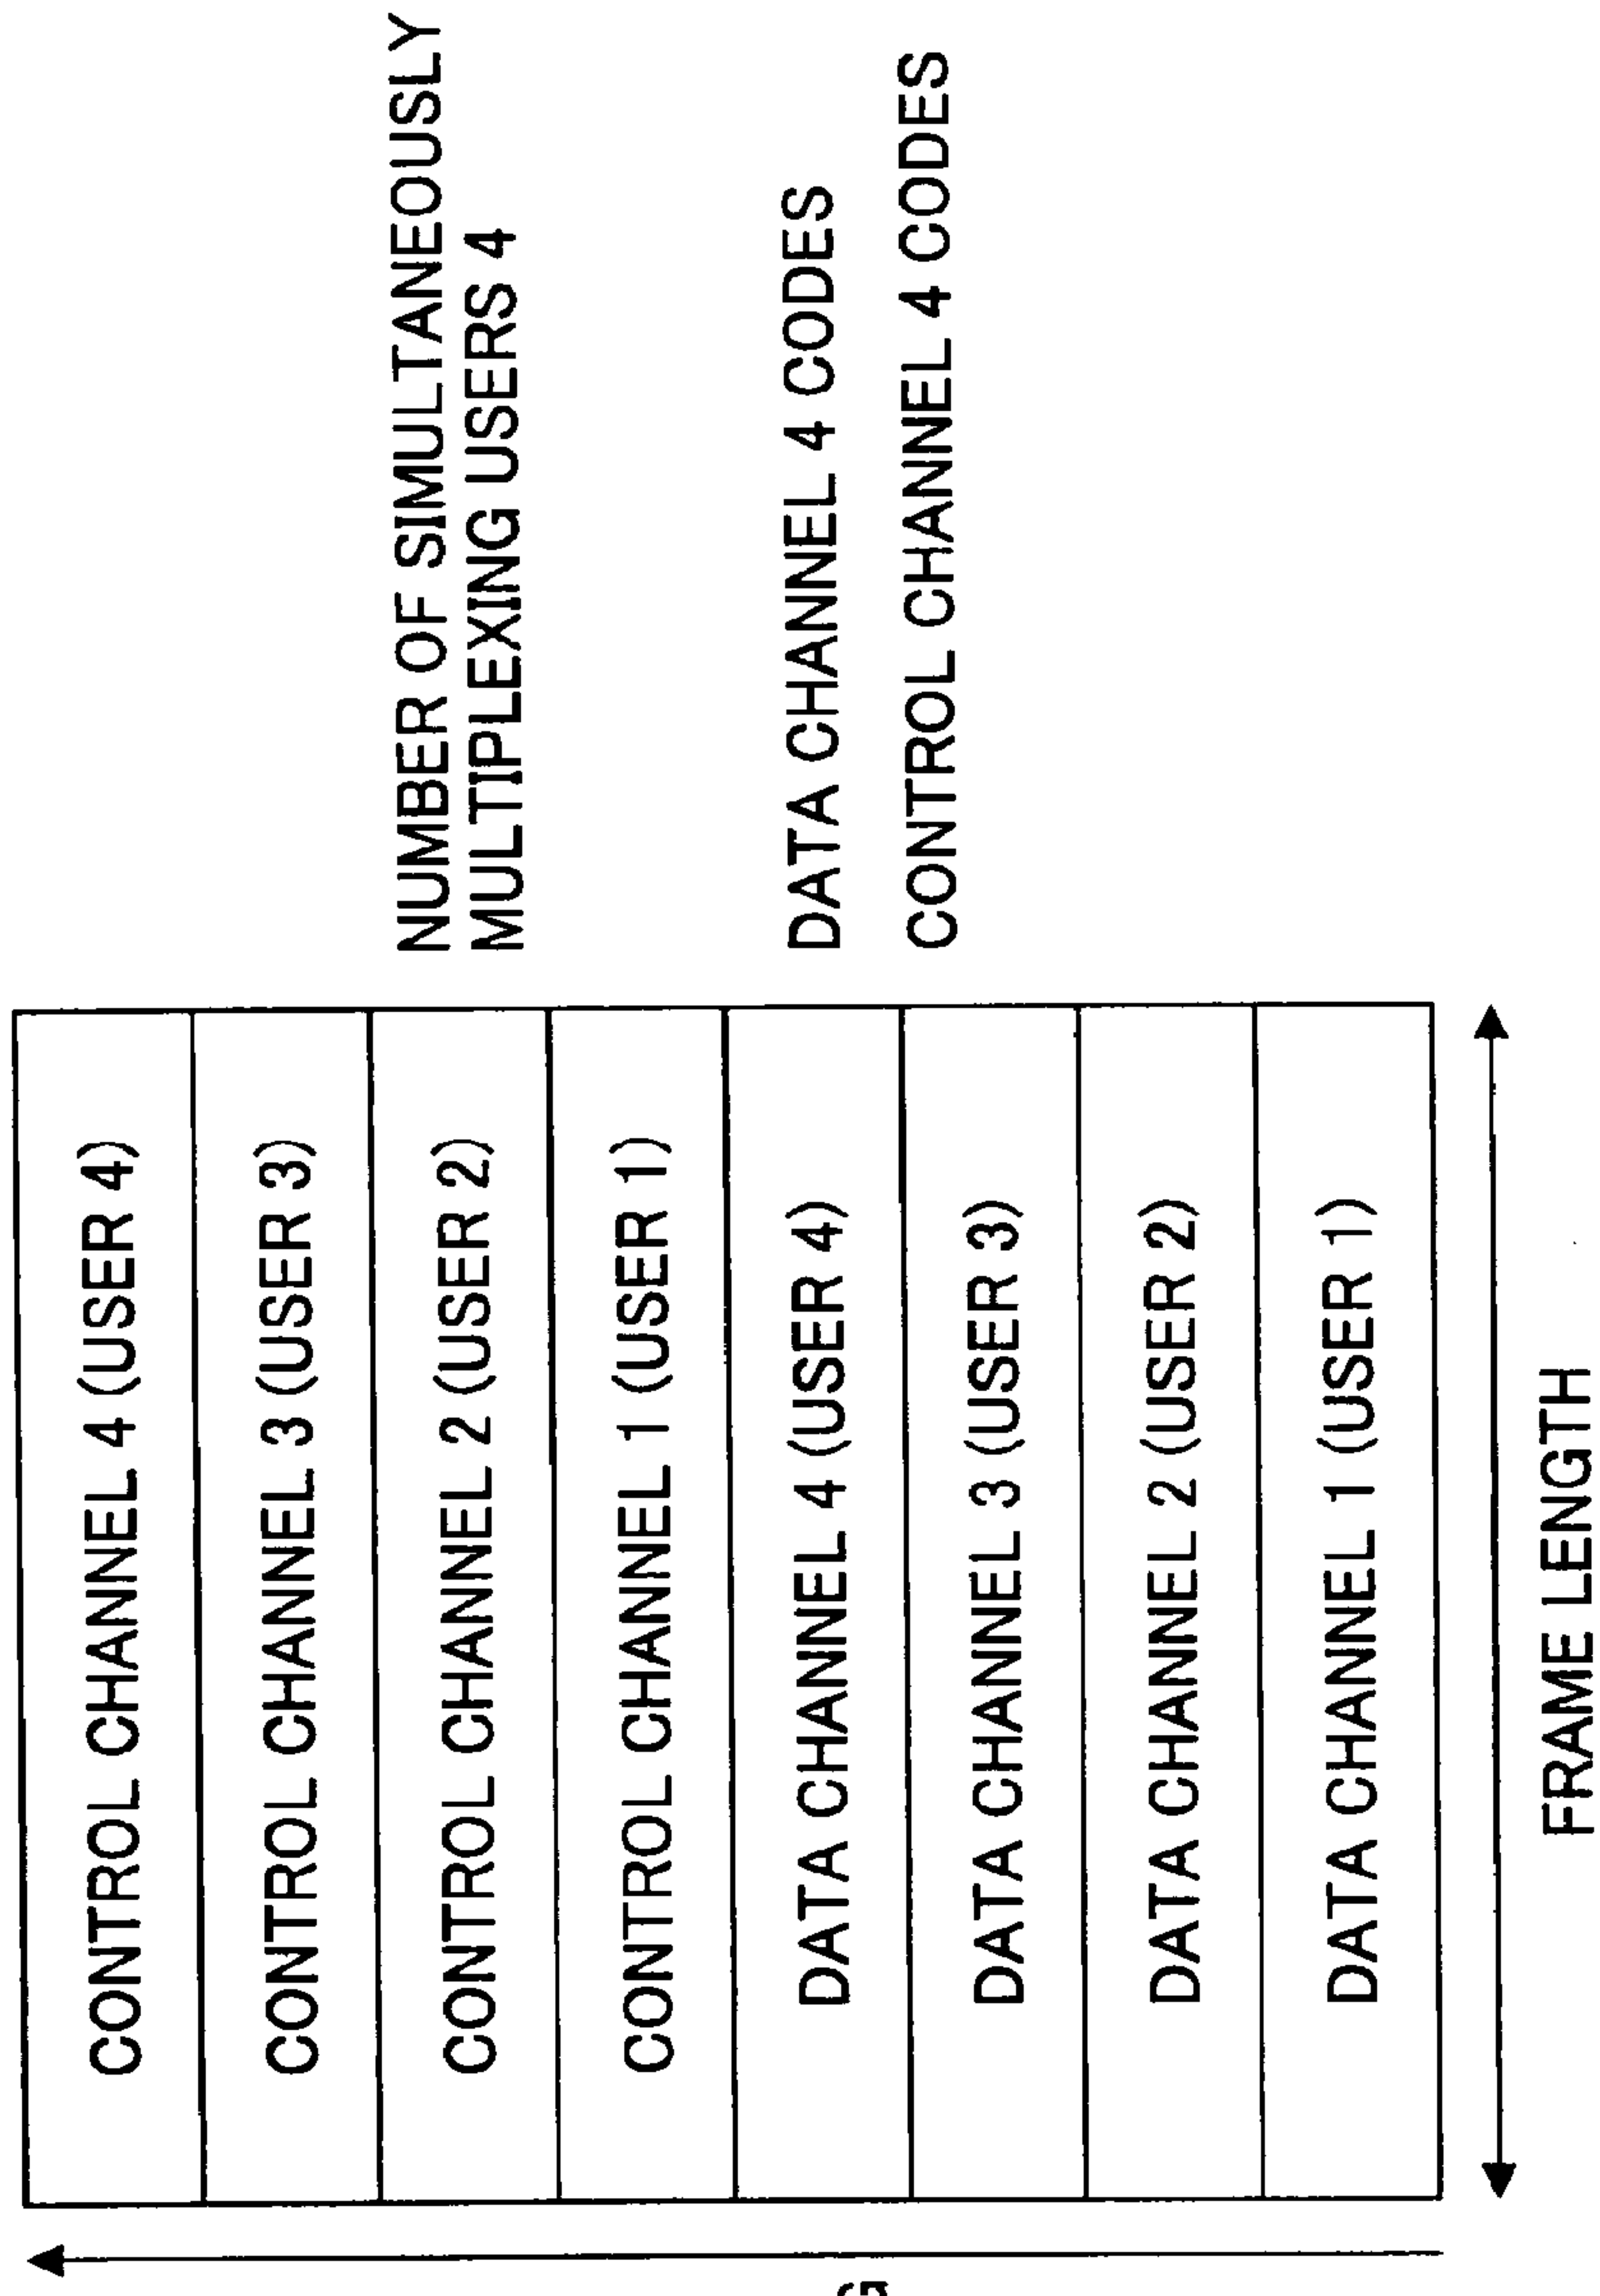 CONTROL CHANNEL 4 (USER 4)
CONTROL CHANNEL 3 (USER 3)
CONTROL CHANNEL 2 (USER 2)
CONTROL CHANNEL 1 (USER 1)
DATA CHANNEL 4 (USER 4)
DATA CHANNEL 3 (USER 3)
DATA CHANNEL 2 (USER 2)
DATA CHANNEL 1 (USER 1)
FRAME LENGTH
NUMBER OF SIMULTANEOUSLY
MULTIPLEXING USERS 4
DATA CHANNEL 4 CODES
CONTROL CHANNEL 4 CODES